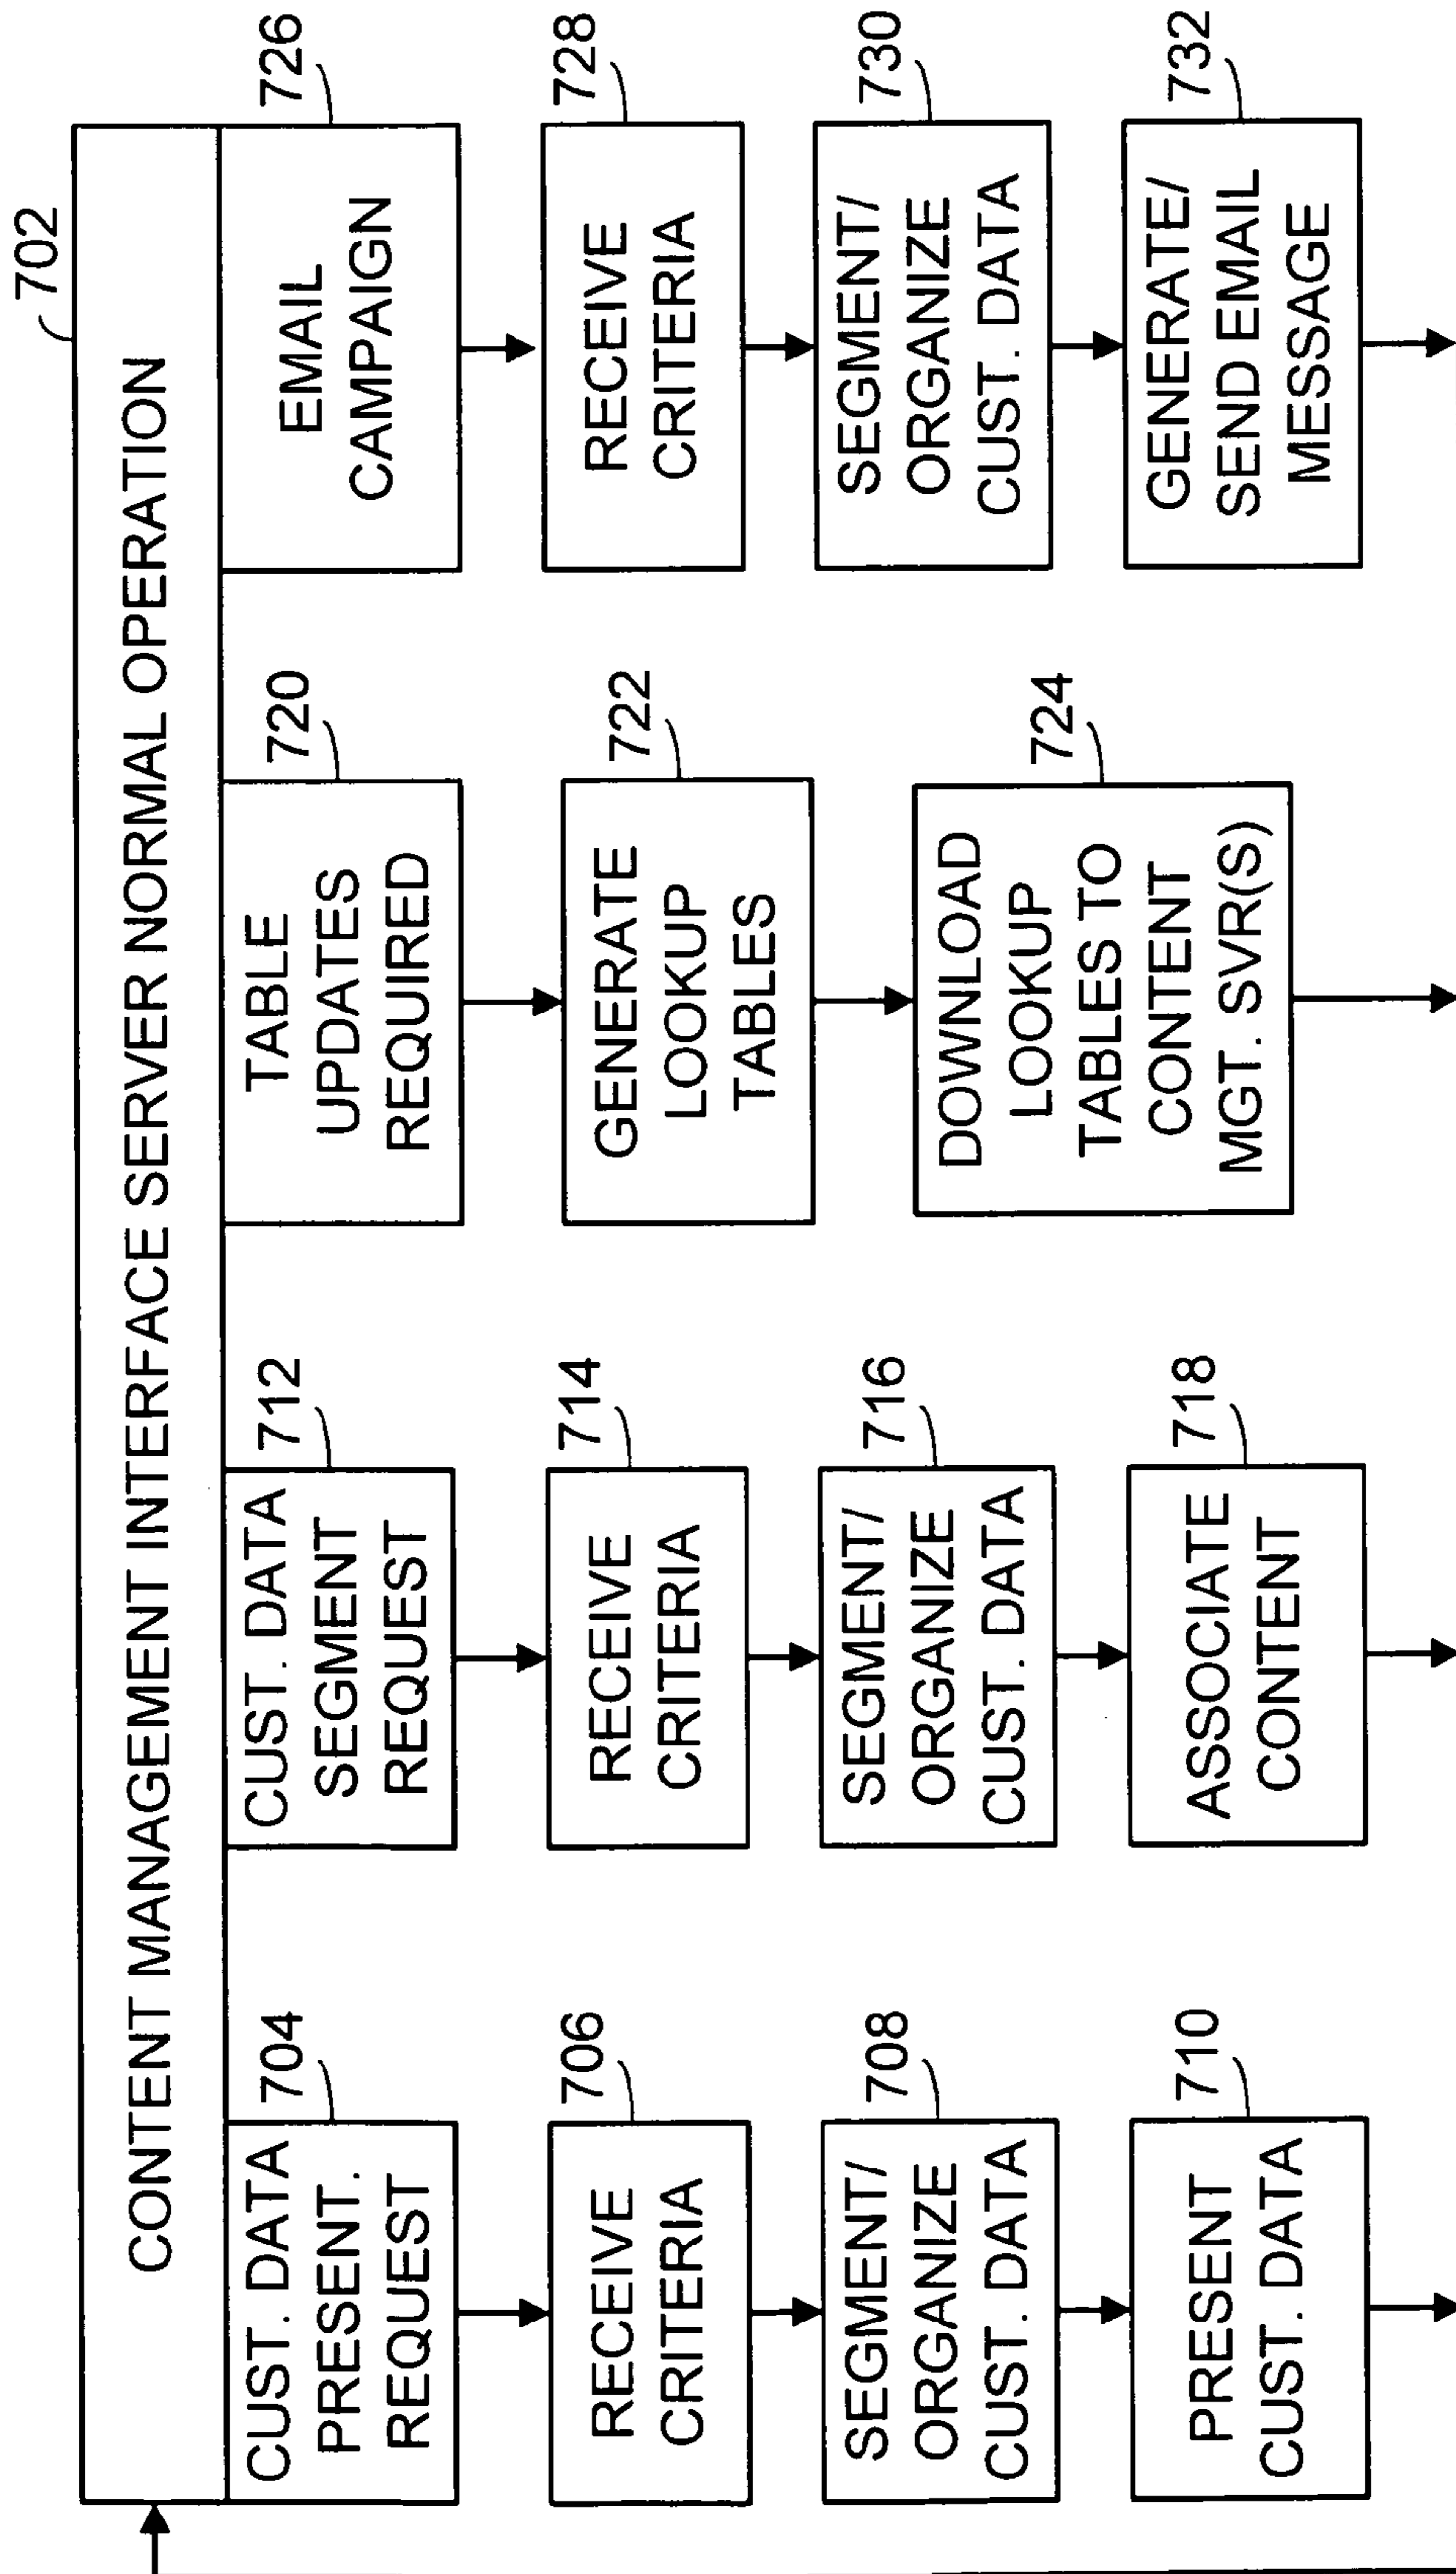 702
CONTENT MANAGEMENT INTERFACE SERVER NORMAL OPERATION
704
CUST. DATA
PRESENT.
REQUEST
706
RECEIVE
CRITERIA
708
SEGMENT/
ORGANIZE
CUST. DATA
710
PRESENT
CUST. DATA
712
CUST. DATA
SEGMENT
REQUEST
714
RECEIVE
CRITERIA
716
SEGMENT/
ORGANIZE
CUST. DATA
718
ASSOCIATE
CONTENT
720
TABLE
UPDATES
REQUIRED
722
GENERATE
LOOKUP
TABLES
724
DOWNLOAD
LOOKUP
TABLES TO
CONTENT
MGT. SVR(S)
726
EMAIL
CAMPAIGN
728
RECEIVE
CRITERIA
730
SEGMENT/
ORGANIZE
CUST. DATA
732
GENERATE/
SEND EMAIL
MESSAGE